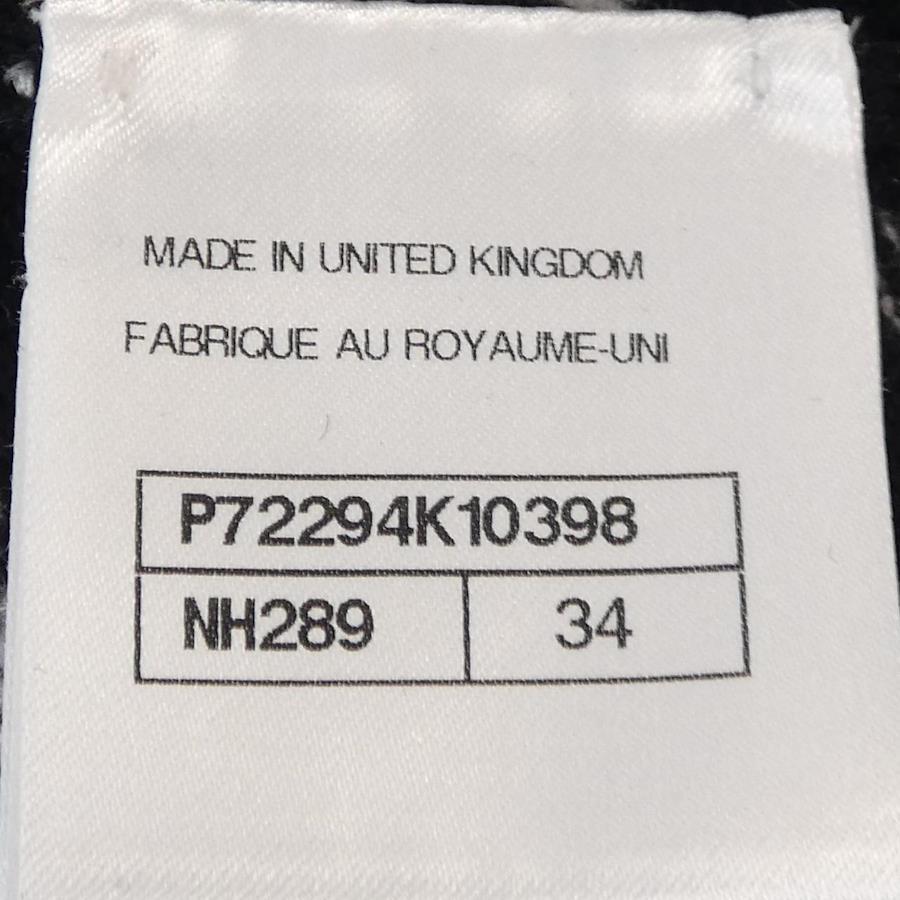 MADE IN UNITED KINGDOM
FABRIQUE AU ROYAUME-UNI
P72294K10398
NH289 34